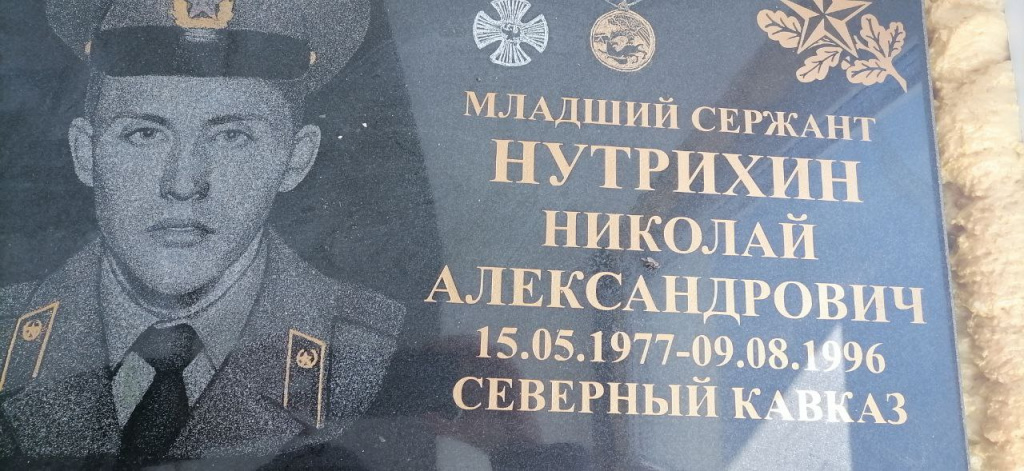 МЛАДШИЙ СЕРЖАНТ
НУТРИХИН
НИКОЛАЙ
АЛЕКСАНДРОВИЧ
15.05.1977-09.08.1996
СЕВЕРНЫЙ КАВКАЗ